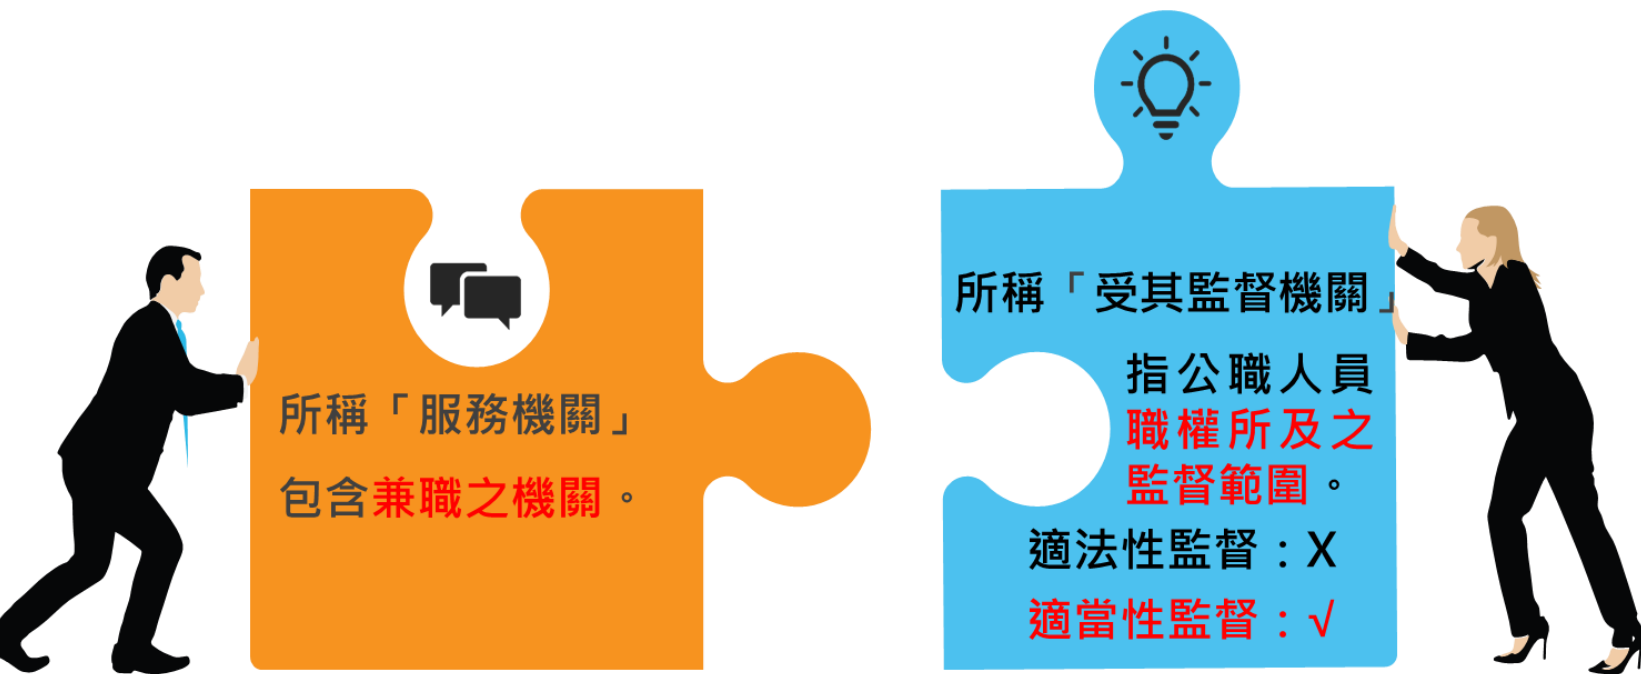 所稱「服務機關」
包含兼職之機關。
所稱「受其監督機關」
指公職人員
職權所及之
監督範圍。
適法性監督：X
適當性監督：√